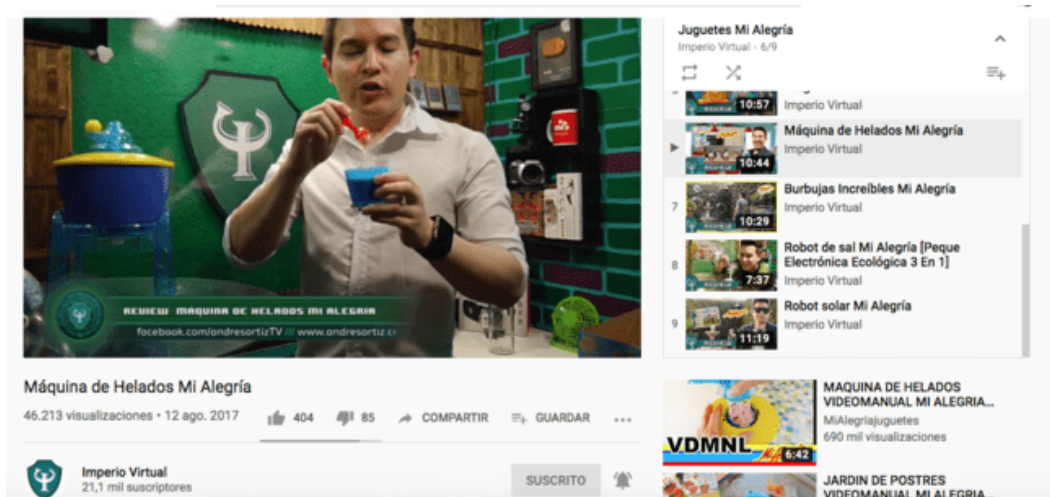 REVIEW MÁQUINA DE HELADOS MI ALEGRIA
facebook.com/andresortizTV /// www.andresortiz.c
Máquina de Helados Mi Alegría
46.213 visualizaciones • 12 ago. 2017
404
85
COMPARTIR
GUARDAR
Imperio Virtual
21,1 mil suscriptores
SUSCRITO
Juguetes Mi Alegría
Imperio Virtual - 6/9
10:57
Imperio Virtual
Máquina de Helados Mi Alegría
Imperio Virtual
10:44
7
Burbujas Increíbles Mi Alegría
Imperio Virtual
10:29
8
Robot de sal Mi Alegría [Peque
Electrónica Ecológica 3 En 1]
Imperio Virtual
7:37
9
Robot solar Mi Alegría
Imperio Virtual
11:19
VDMNL
6:42
MAQUINA DE HELADOS
VIDEOMANUAL MI ALEGRIA...
MiAlegriajuguetes
690 mil visualizaciones
JARDIN DE POSTRES
VIDEOMANUAL MI ALEGRIA